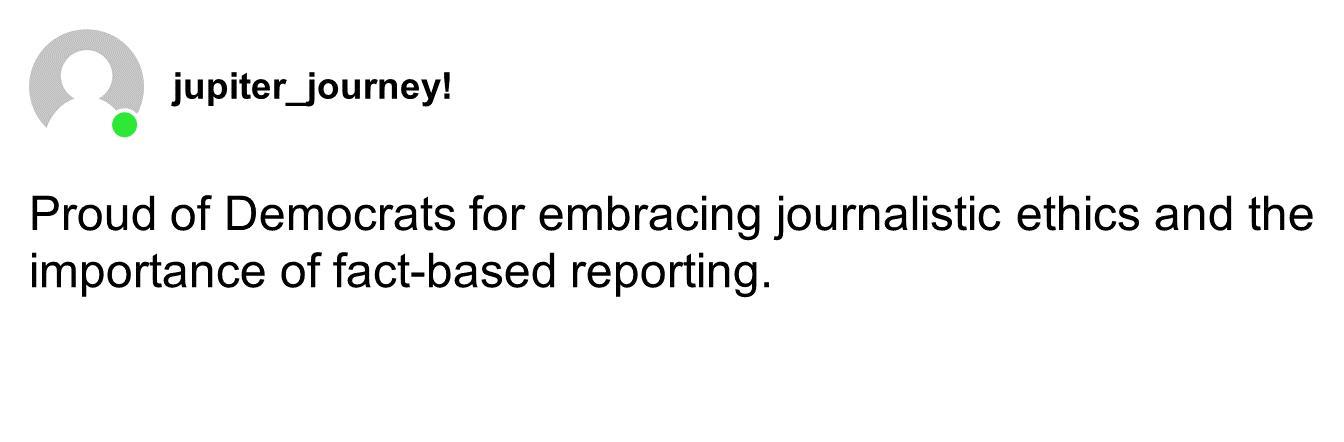 jupiter_journey!
Proud of Democrats for embracing journalistic ethics and the
importance of fact-based reporting.